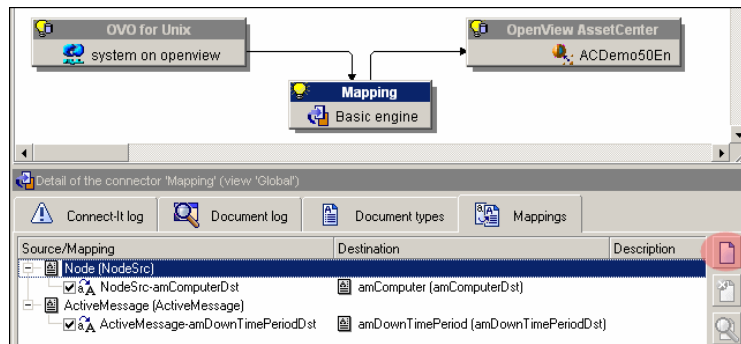 OVO for Unix
system on openview
OpenView AssetCenter
ACDemo50En
Mapping
Basic engine
Detail of the connector 'Mapping' (view 'Global')
Connect-It log Document log Document types Mappings
Source/Mapping Destination Description
Node (NodeSrc)
NodeSrc-amComputerDst amComputer (amComputerDst)
ActiveMessage (ActiveMessage)
ActiveMessage-amDownTimePeriodDst amDownTimePeriod (amDownTimePeriodDst)